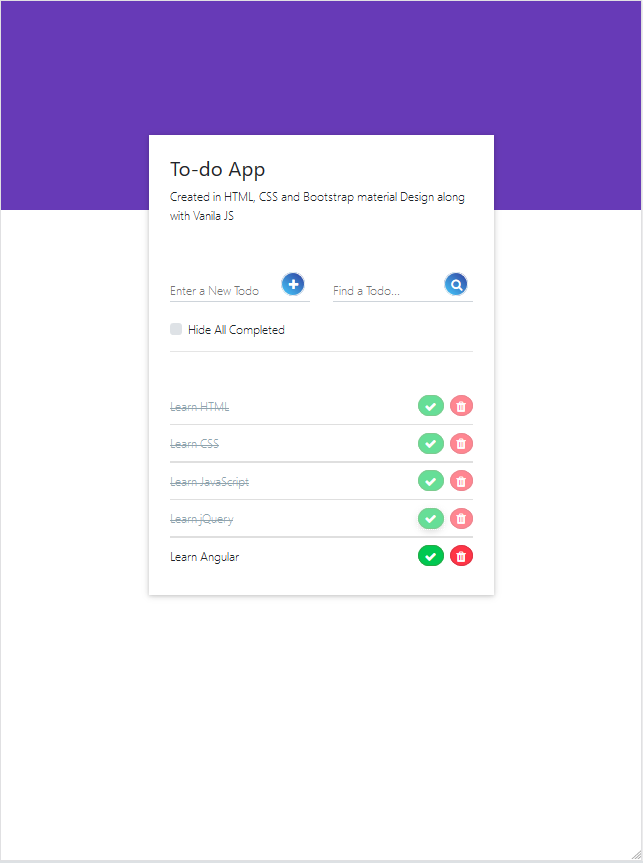 To-do App
Created in HTML, CSS and Bootstrap material Design along
with Vanila JS
Enter a New Todo
Find a Todo...
Hide All Completed
Learn HTML
Learn CSS
Learn JavaScript
Learn jQuery
Learn Angular